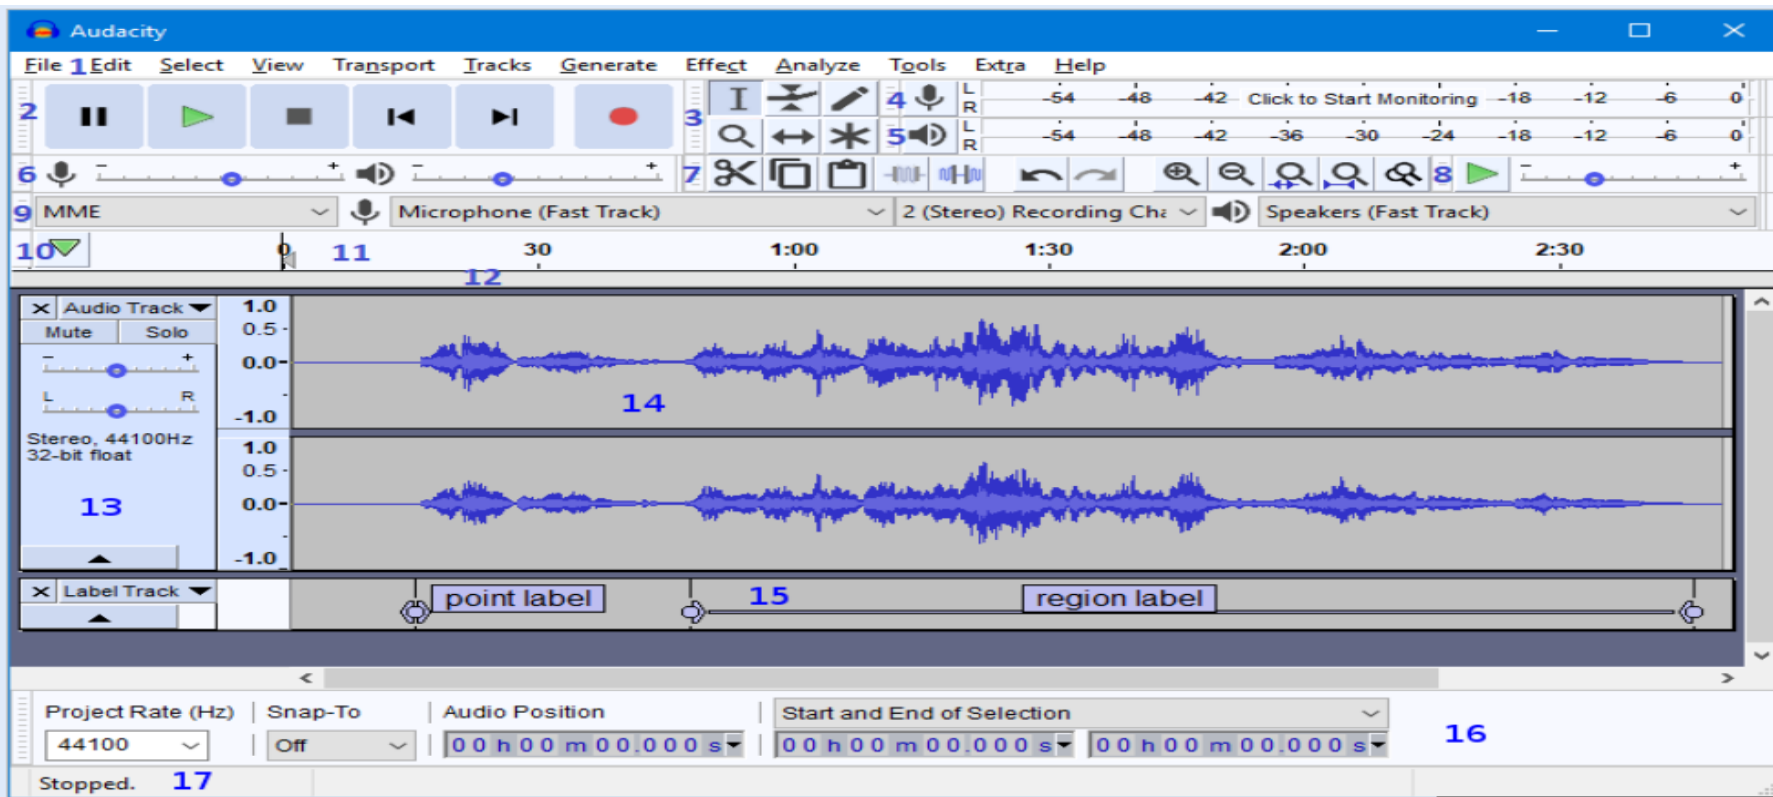 Audacity
File 1 Edit Select View Transport Tracks Generate Effect Analyze Tools Extra Help
2 3 4 L R -54 -48 -42 Click to Start Monitoring -18 -12 -6 0
5 L R -54 -48 -42 -36 -30 -24 -18 -12 -6 0
6 - + - + 7 8 - +
9 MME Microphone (Fast Track) 2 (Stereo) Recording Cha Speakers (Fast Track)
10 0 11 30 1:00 1:30 2:00 2:30
12
Audio Track 1.0
Mute Solo 0.5
- + 0.0
L R
14
-1.0
Stereo, 44100Hz 1.0
32-bit float
0.5
13 0.0
-1.0
Label Track point label 15 region label
Project Rate (Hz) Snap-To Audio Position Start and End of Selection
44100 Off 00 h 00 m 00.000 s 00 h 00 m 00.000 s 00 h 00 m 00.000 s 16
Stopped. 17